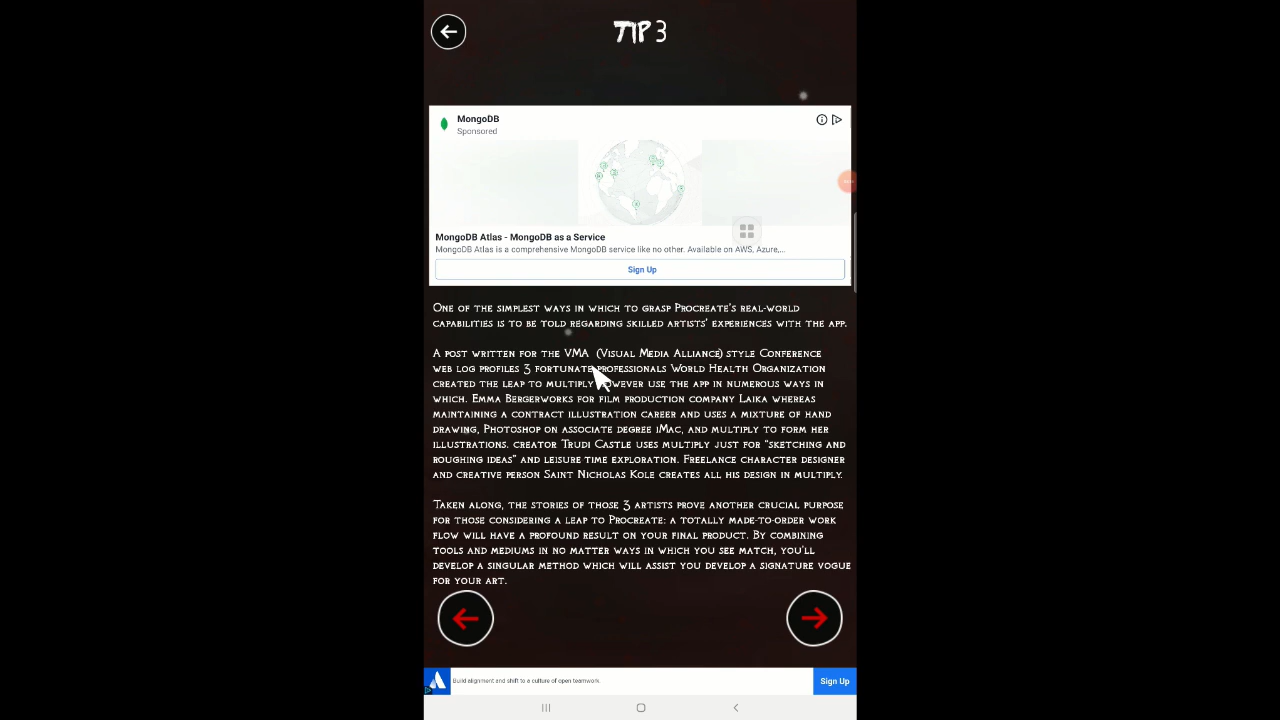 TIP 3
MongoDB
Sponsored
MongoDB Atlas - MongoDB as a Service
MongoDB Atlas is a comprehensive MongoDB service like no other. Available on AWS, Azure,...
Sign Up
One of the simplest ways in which to grasp Procreate's real-world
capabilities is to be told regarding skilled artists' experiences with the app.
A post written for the VMA (Visual Media Alliance) style Conference
web log profiles 3 fortunate professionals World Health Organization
created the leap to multiply however use the app in numerous ways in
which. Emma Bergerworks for film production company Laika whereas
maintaining a contract illustration career and uses a mixture of hand
drawing, Photoshop on associate degree iMac, and multiply to form her
illustrations. creator Trudi Castle uses multiply just for "sketching and
roughing ideas" and leisure time exploration. Freelance character designer
and creative person Saint Nicholas Kole creates all his design in multiply.
Taken along, the stories of those 3 artists prove another crucial purpose
for those considering a leap to Procreate: a totally made-to-order work
flow will have a profound result on your final product. By combining
tools and mediums in no matter ways in which you see match, you'll
develop a singular method which will assist you develop a signature vogue
for your art.
Build alignment and shift to a culture of open teamwork.
Sign Up